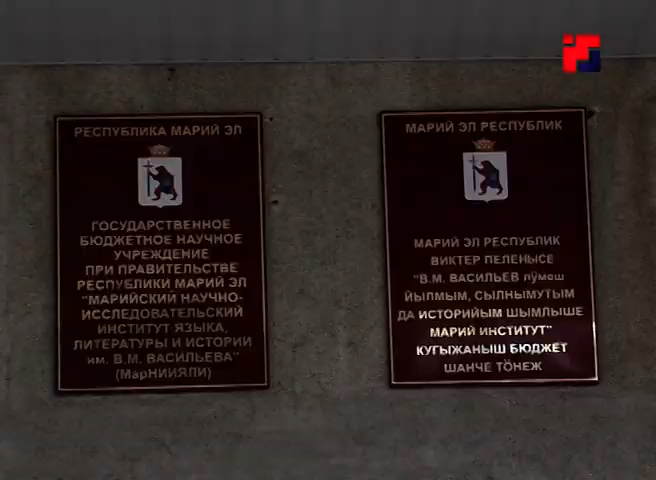 РЕСПУБЛИКА МАРИЙ ЭЛ
ГОСУДАРСТВЕННОЕ
БЮДЖЕТНОЕ НАУЧНОЕ
УЧРЕЖДЕНИЕ
ПРИ ПРАВИТЕЛЬСТВЕ
РЕСПУБЛИКИ МАРИЙ ЭЛ
"МАРИЙСКИЙ НАУЧНО-
ИССЛЕДОВАТЕЛЬСКИЙ
ИНСТИТУТ ЯЗЫКА,
ЛИТЕРАТУРЫ И ИСТОРИИ
им. В.М. ВАСИЛЬЕВА"
(МарНИИЯЛИ)
МАРИЙ ЭЛ РЕСПУБЛИК
МАРИЙ ЭЛ РЕСПУБЛИК
ВИКТЕР ПЕЛЕНЫСЕ
"В.М. ВАСИЛЬЕВ лӱмеш
ЙЫЛМЫМ, СЫЛНЫМУТЫМ
ДА ИСТОРИЙЫМ ШЫМЛЫШЕ
МАРИЙ ИНСТИТУТ"
КУГЫЖАНЫШ БЮДЖЕТ
ШАНЧЕ ТӦНЕЖ